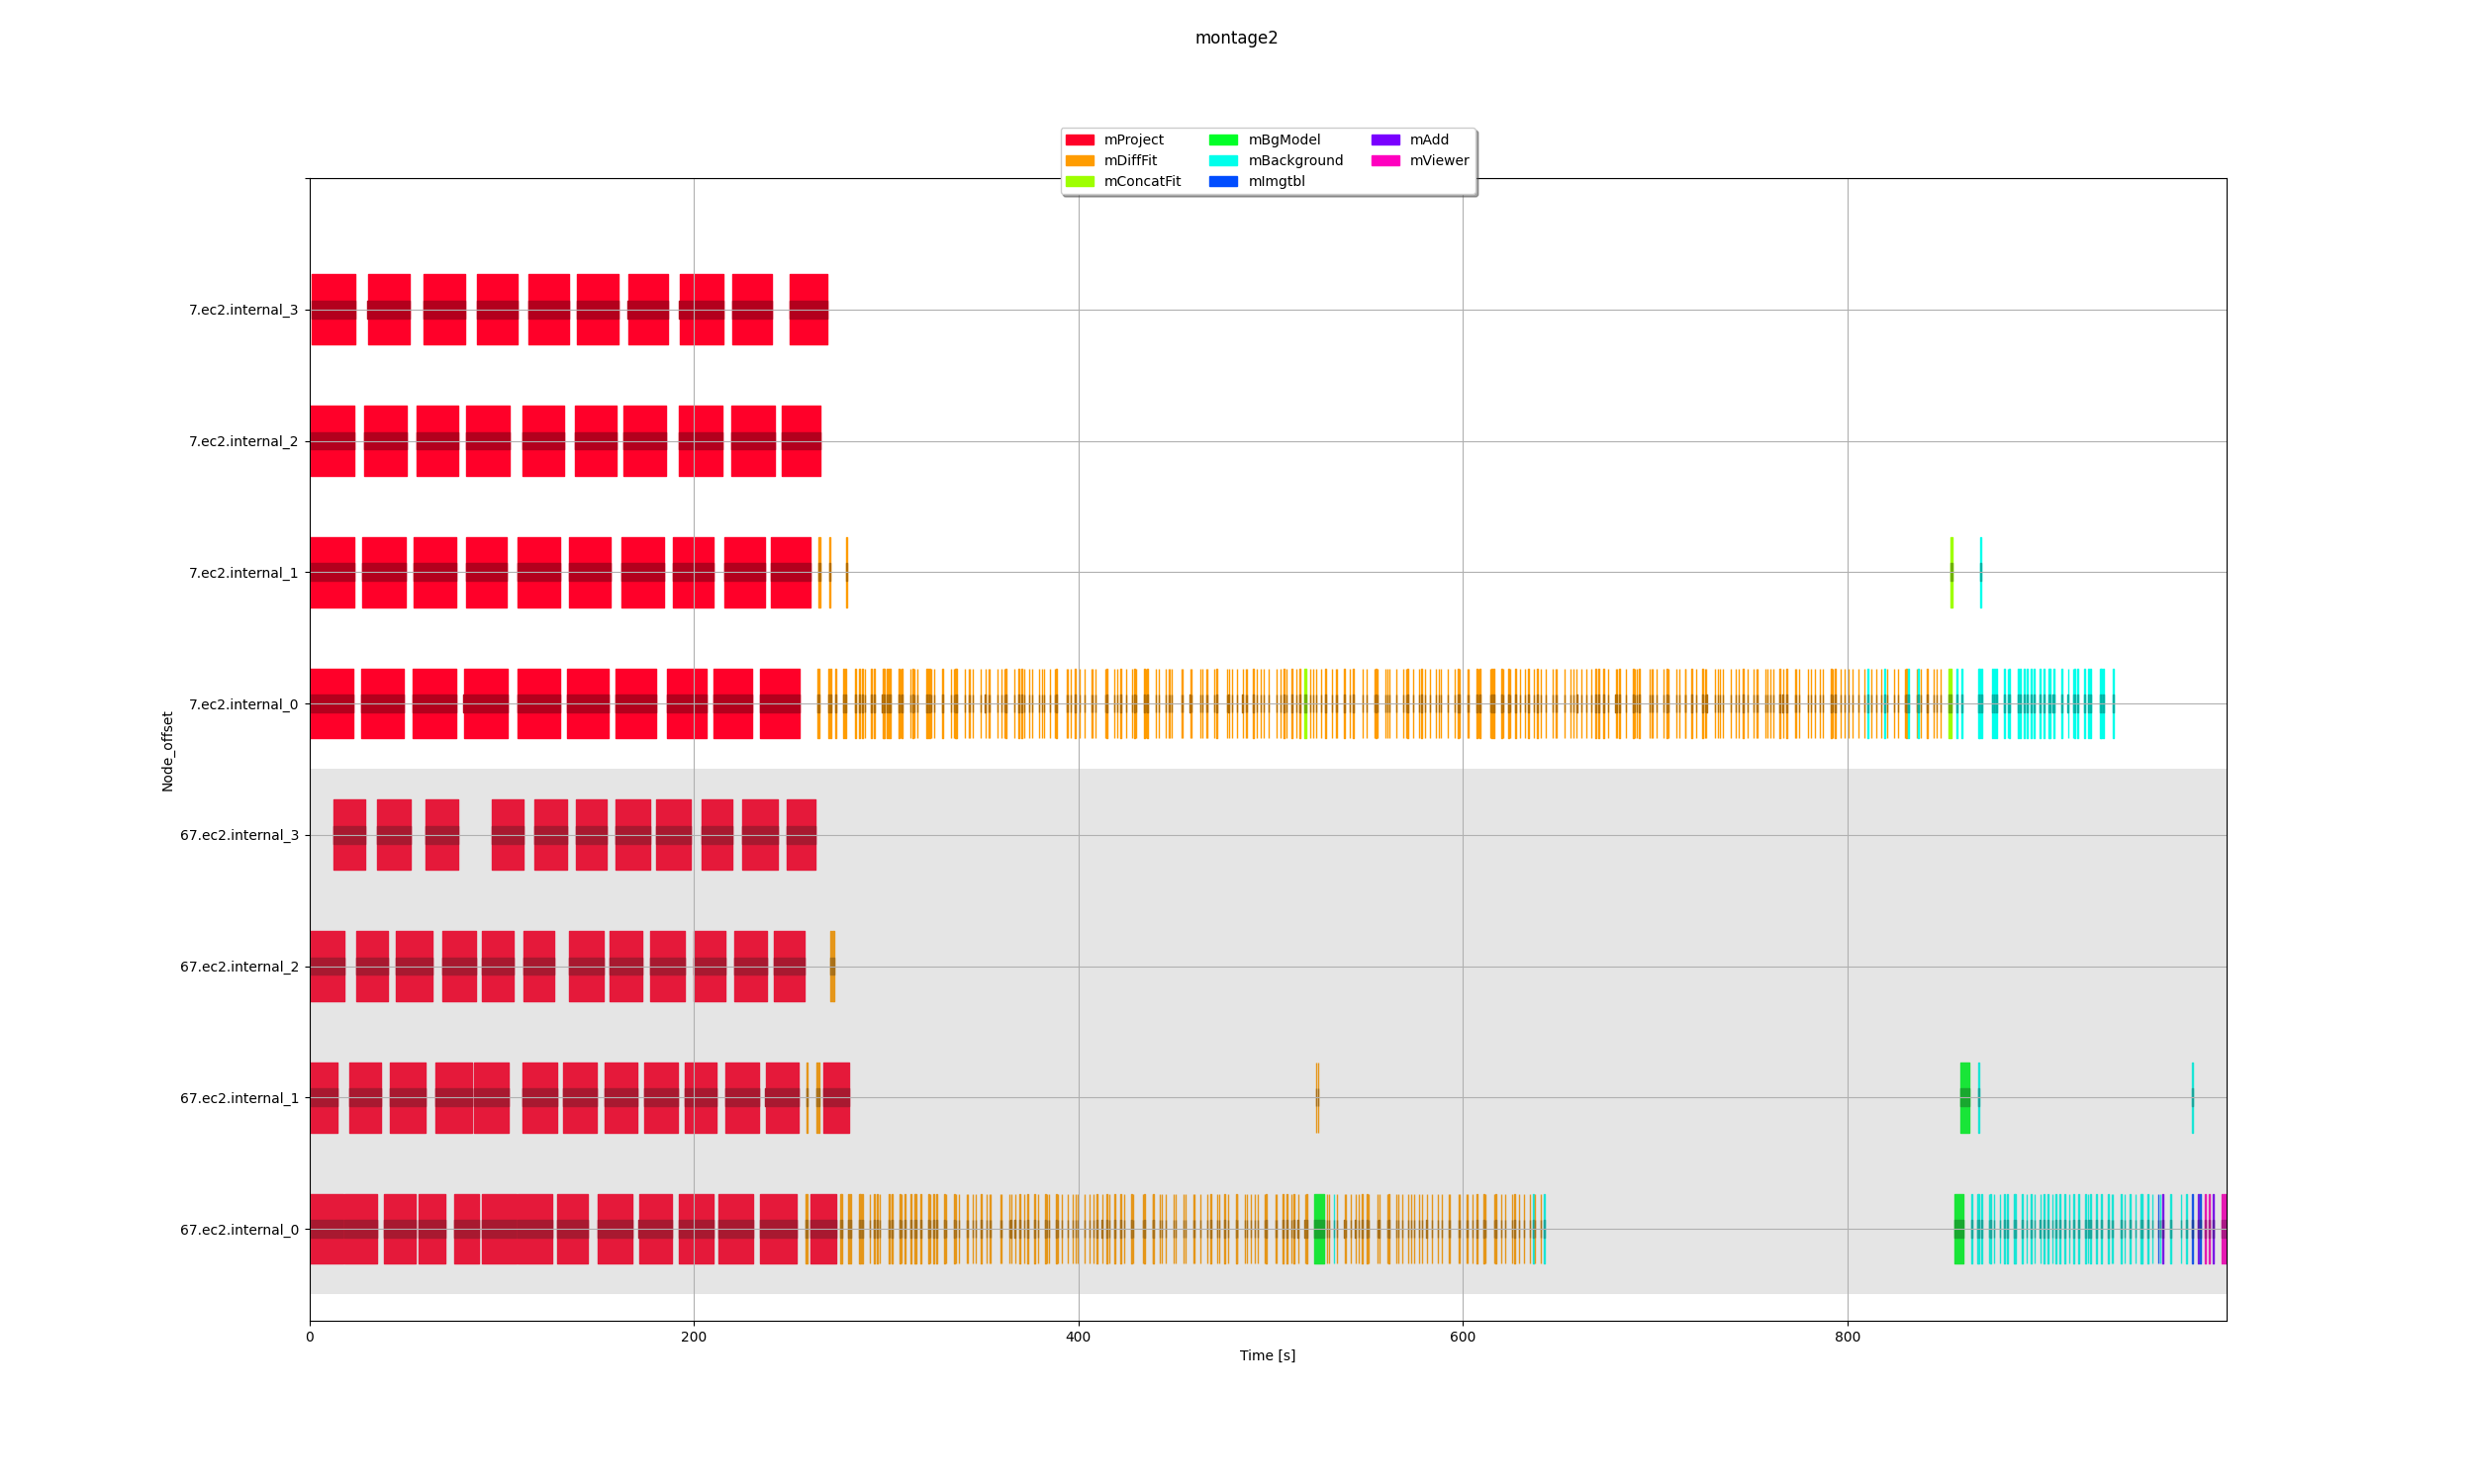 montage2
mProject
mDiffFit
mConcatFit
mBgModel
mBackground
mImgtbl
mAdd
mViewer
7.ec2.internal_3
7.ec2.internal_2
7.ec2.internal_1
7.ec2.internal_0
67.ec2.internal_3
67.ec2.internal_2
67.ec2.internal_1
67.ec2.internal_0
Node_offset
0 200 400 600 800
Time [s]